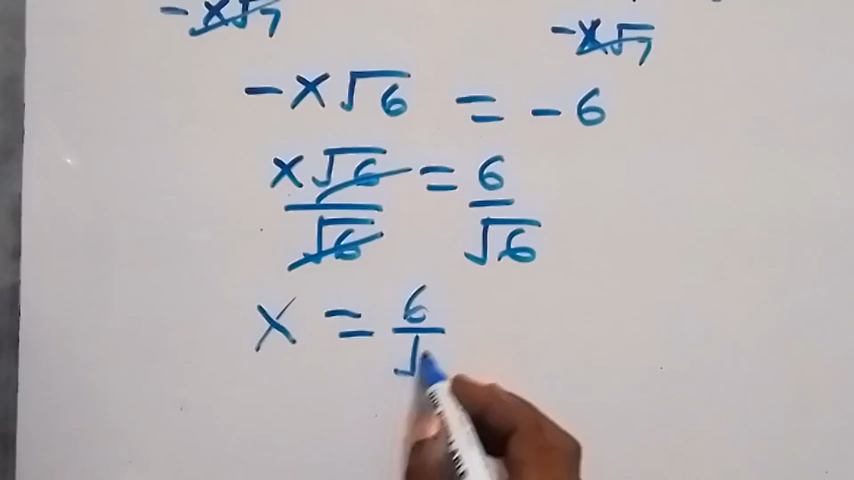 -x√7 -x√7
-x√6 = -6
x√6/√6 = 6/√6
x = 6/√